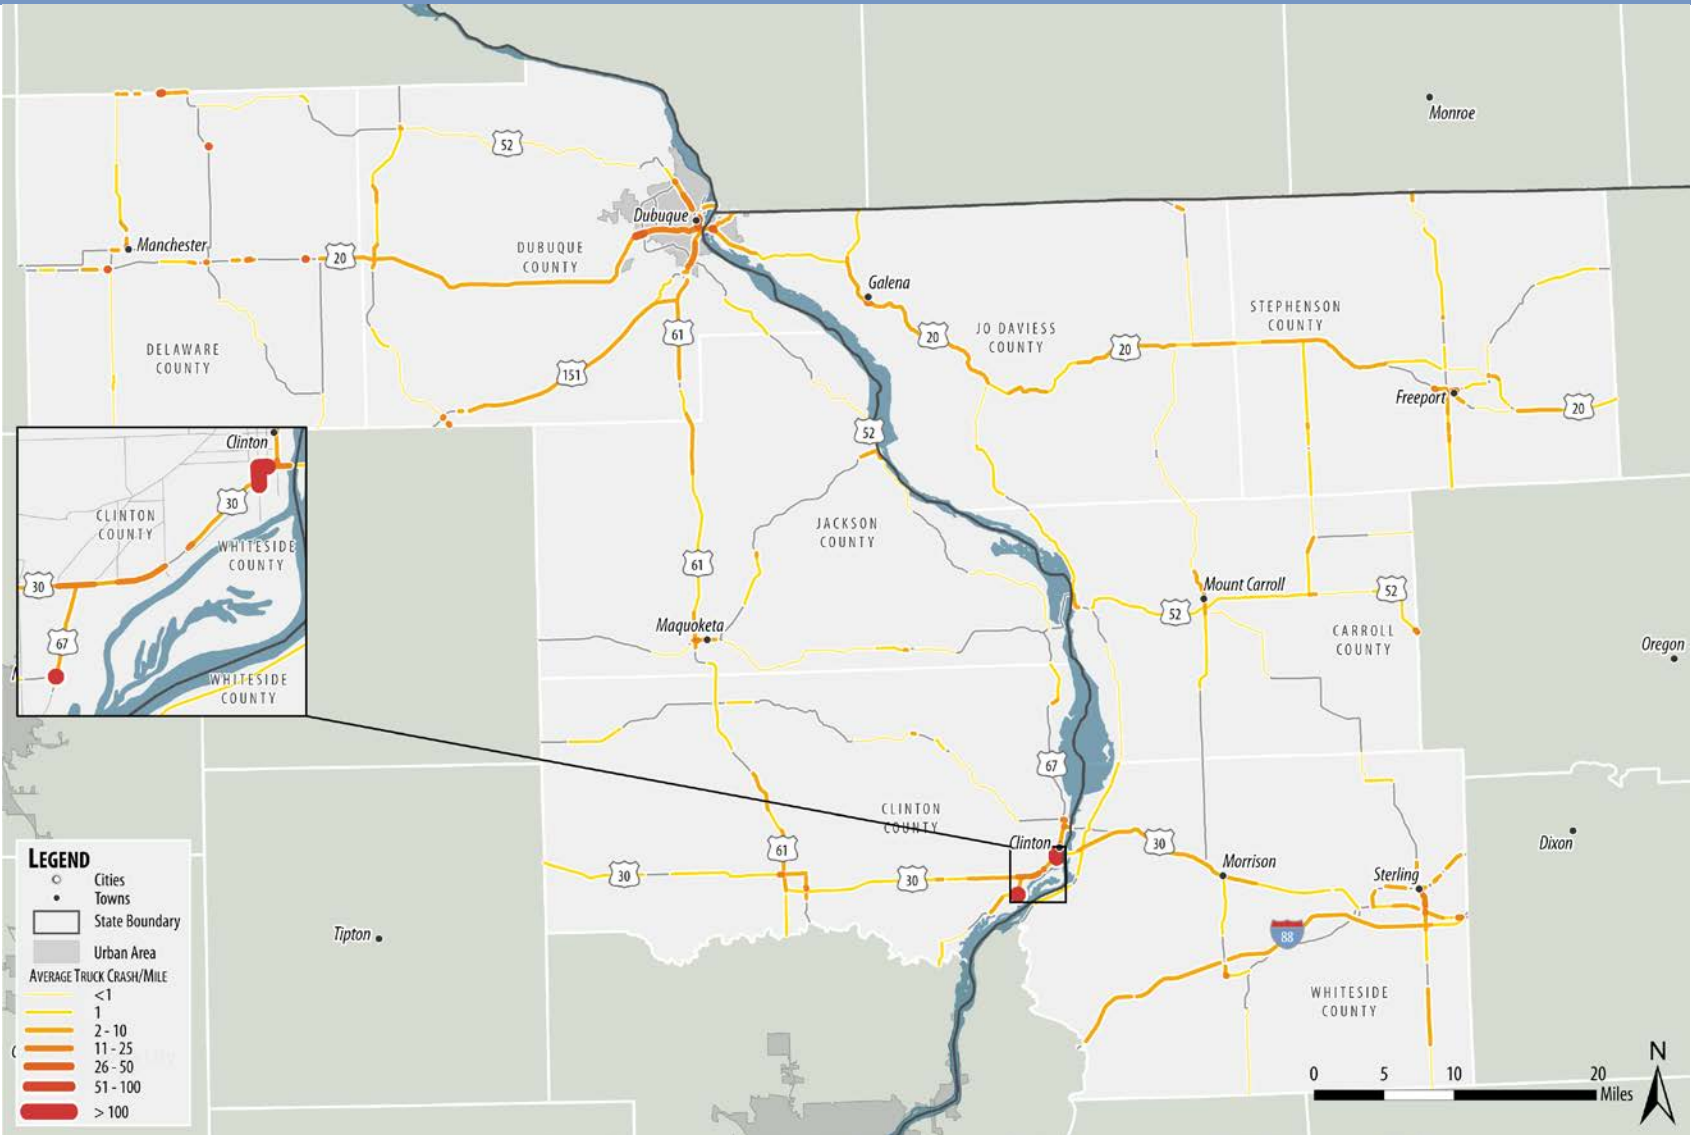 Monroe
52
Dubuque
Manchester
DUBUQUE
COUNTY
20
Galena
STEPHENSON
COUNTY
JO DAVIESS
COUNTY
20
20
61
DELAWARE
COUNTY
151
Freeport
20
52
Clinton
30
CLINTON
COUNTY
WHITESIDE
COUNTY
30
67
WHITESIDE
COUNTY
JACKSON
COUNTY
61
Mount Carroll
52
52
Maquoketa
CARROLL
COUNTY
Oregon
67
CLINTON
COUNTY
Clinton
61
30
30
30
Morrison
Sterling
Dixon
Tipton
88
WHITESIDE
COUNTY
LEGEND
Cities
Towns
State Boundary
Urban Area
AVERAGE TRUCK CRASH/MILE
<1
1
2 - 10
11 - 25
26 - 50
51 - 100
> 100
0 5 10 20
Miles
N